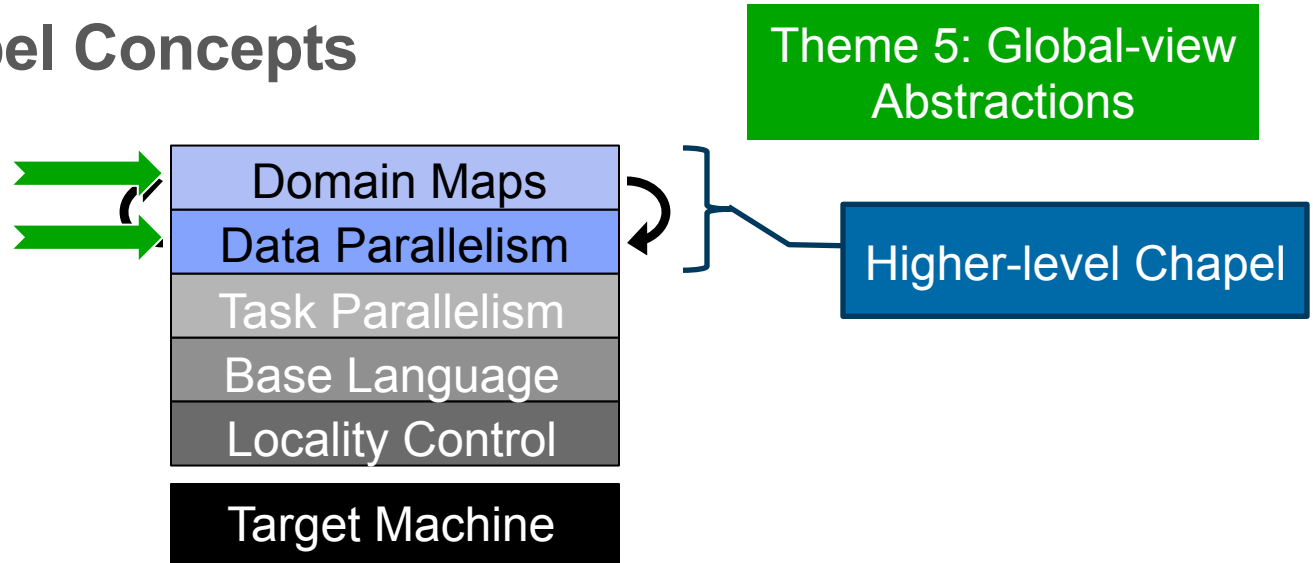 pel Concepts
Theme 5: Global-view
Abstractions
Domain Maps
Data Parallelism
Higher-level Chapel
Task Parallelism
Base Language
Locality Control
Target Machine